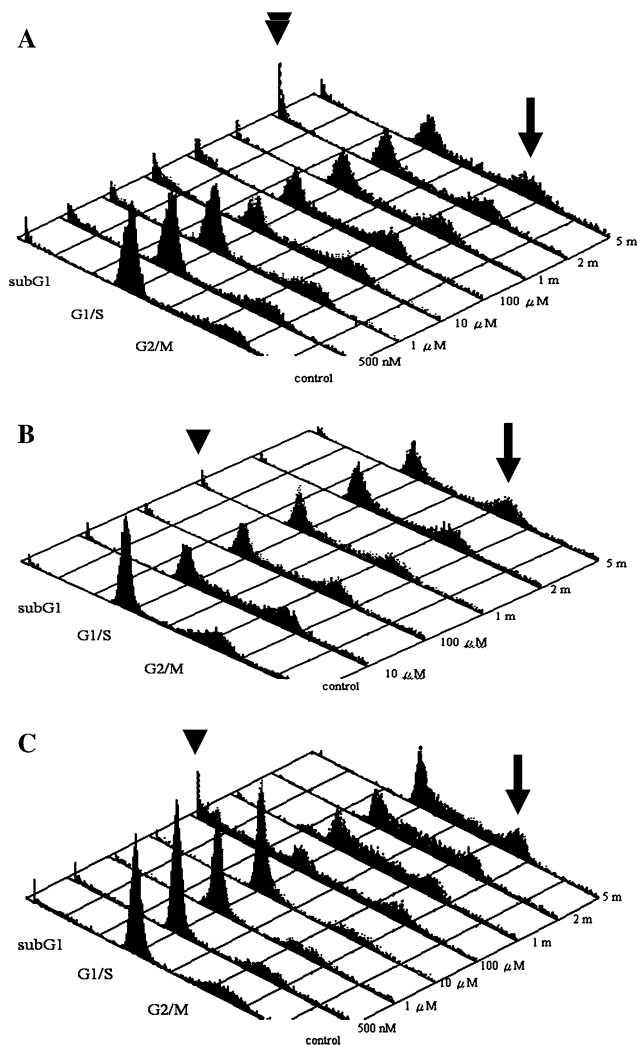 A
subG1
G1/S
G2/M
control
500 nM
1 μM
10 μM
100 μM
1 m
2 m
5 m
B
subG1
G1/S
G2/M
control
10 μM
100 μM
1 m
2 m
5 m
C
subG1
G1/S
G2/M
control
500 nM
1 μM
10 μM
100 μM
1 m
2 m
5 m